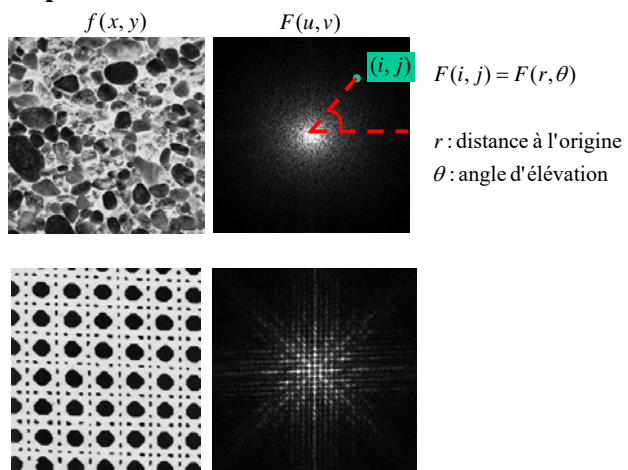 f(x, y)
F(u, v)
(i, j)
F(i, j) = F(r, θ)
r : distance à l'origine
θ : angle d'élévation